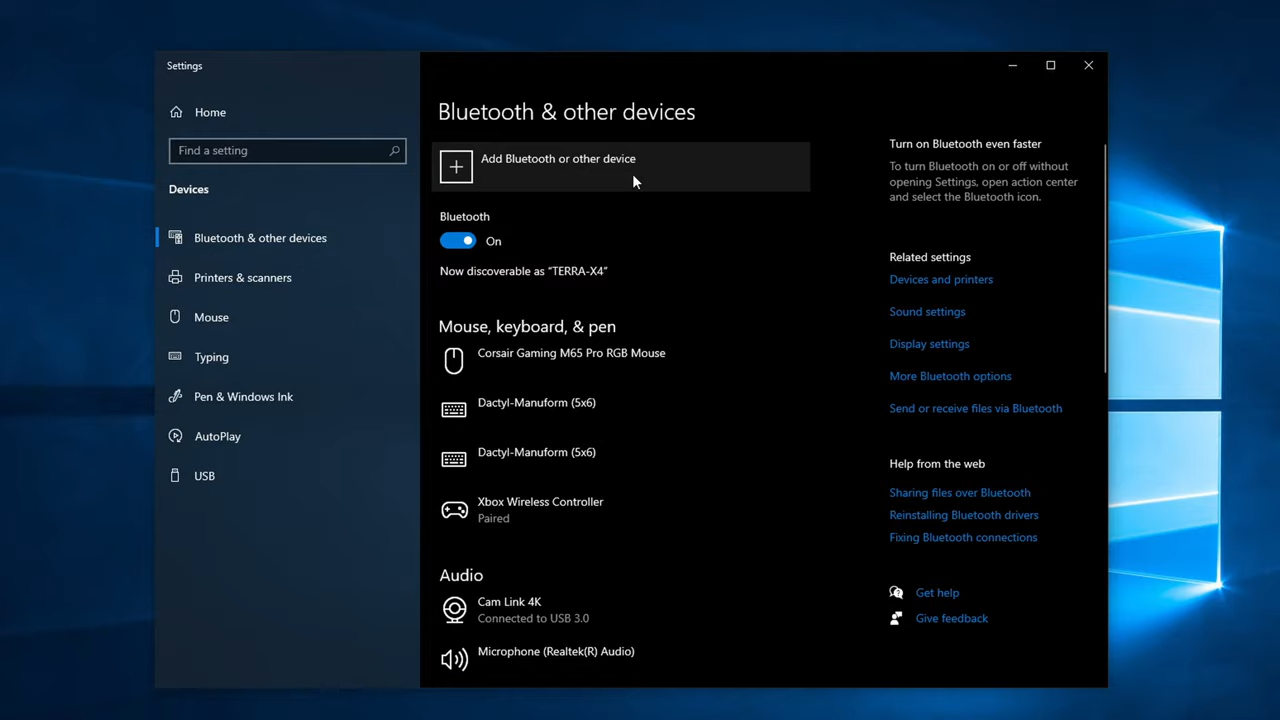 Settings
Home
Find a setting
Devices
Bluetooth & other devices
Printers & scanners
Mouse
Typing
Pen & Windows Ink
AutoPlay
USB
Bluetooth & other devices
Add Bluetooth or other device
Bluetooth
On
Now discoverable as “TERRA-X4”
Mouse, keyboard, & pen
Corsair Gaming M65 Pro RGB Mouse
Dactyl-Manuform (5x6)
Dactyl-Manuform (5x6)
Xbox Wireless Controller
Paired
Audio
Cam Link 4K
Connected to USB 3.0
Microphone (Realtek(R) Audio)
Turn on Bluetooth even faster
To turn Bluetooth on or off without
opening Settings, open action center
and select the Bluetooth icon.
Related settings
Devices and printers
Sound settings
Display settings
More Bluetooth options
Send or receive files via Bluetooth
Help from the web
Sharing files over Bluetooth
Reinstalling Bluetooth drivers
Fixing Bluetooth connections
Get help
Give feedback